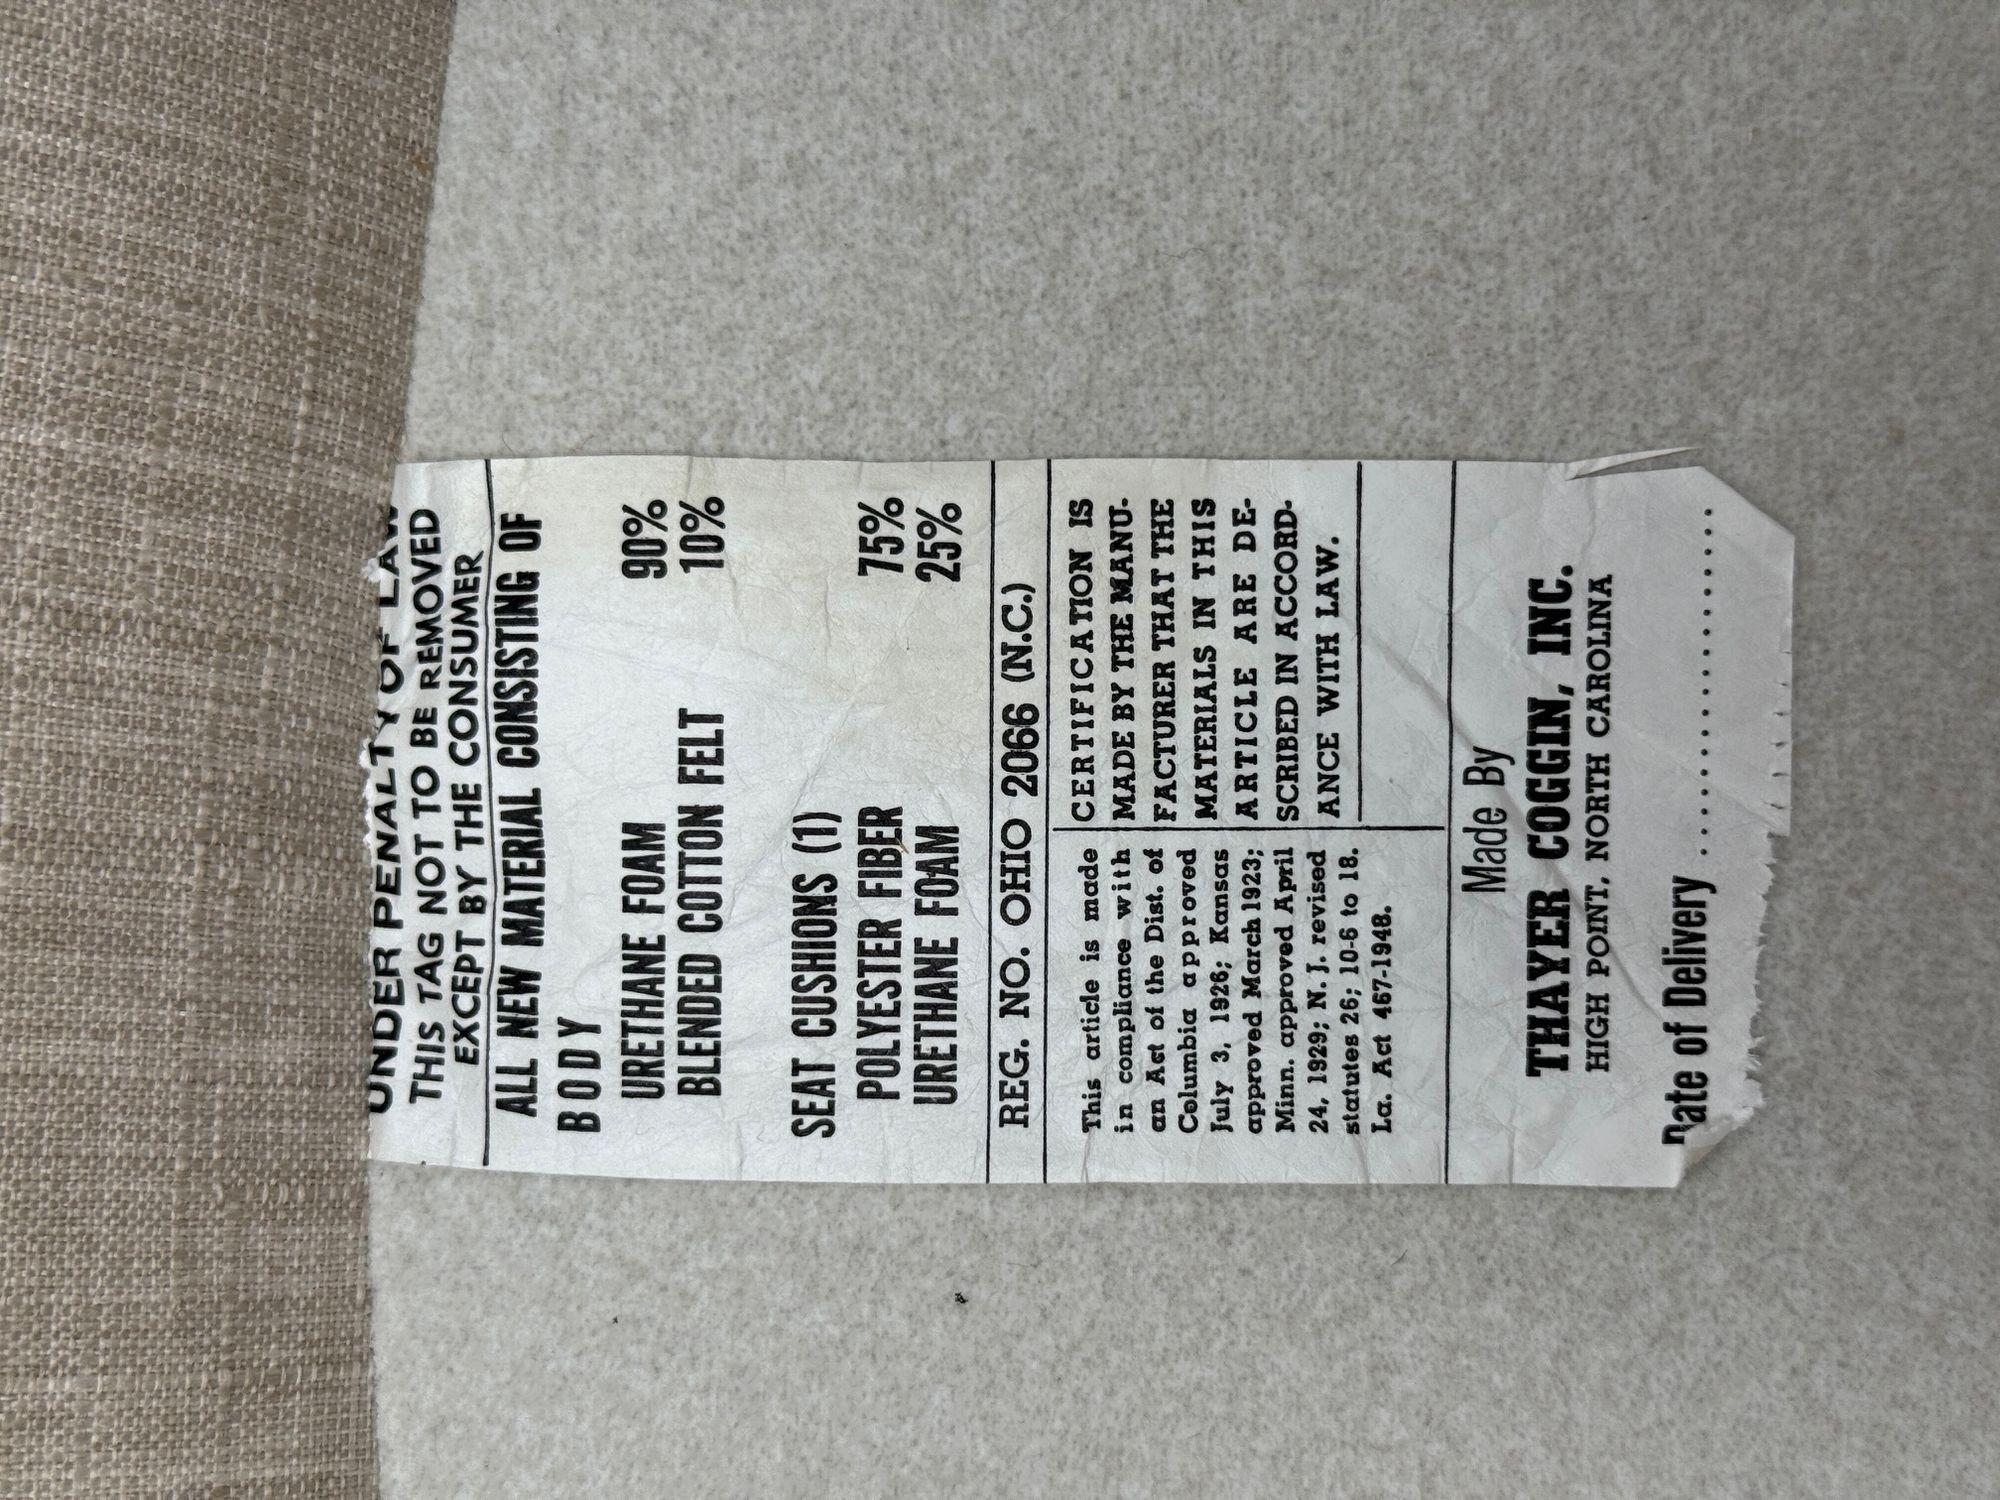 UNDER PENALTY OF LAW
THIS TAG NOT TO BE REMOVED
EXCEPT BY THE CONSUMER
ALL NEW MATERIAL CONSISTING OF
BODY
URETHANE FOAM 90%
BLENDED COTTON FELT 10%
SEAT CUSHIONS (1)
POLYESTER FIBER 75%
URETHANE FOAM 25%
REG. NO. OHIO 2066 (N.C.)
This article is made
in compliance with
an Act of the Dist. of
Columbia approved
July 3, 1926; Kansas
approved March 1923;
Minn. approved April
24, 1929; N. J. revised
statutes 26; 10-6 to 18.
La. Act 467-1948.
CERTIFICATION IS
MADE BY THE MANU-
FACTURER THAT THE
MATERIALS IN THIS
ARTICLE ARE DE-
SCRIBED IN ACCORD-
ANCE WITH LAW.
Made By
THAYER COGGIN, INC.
HIGH POINT, NORTH CAROLINA
Date of Delivery ............................